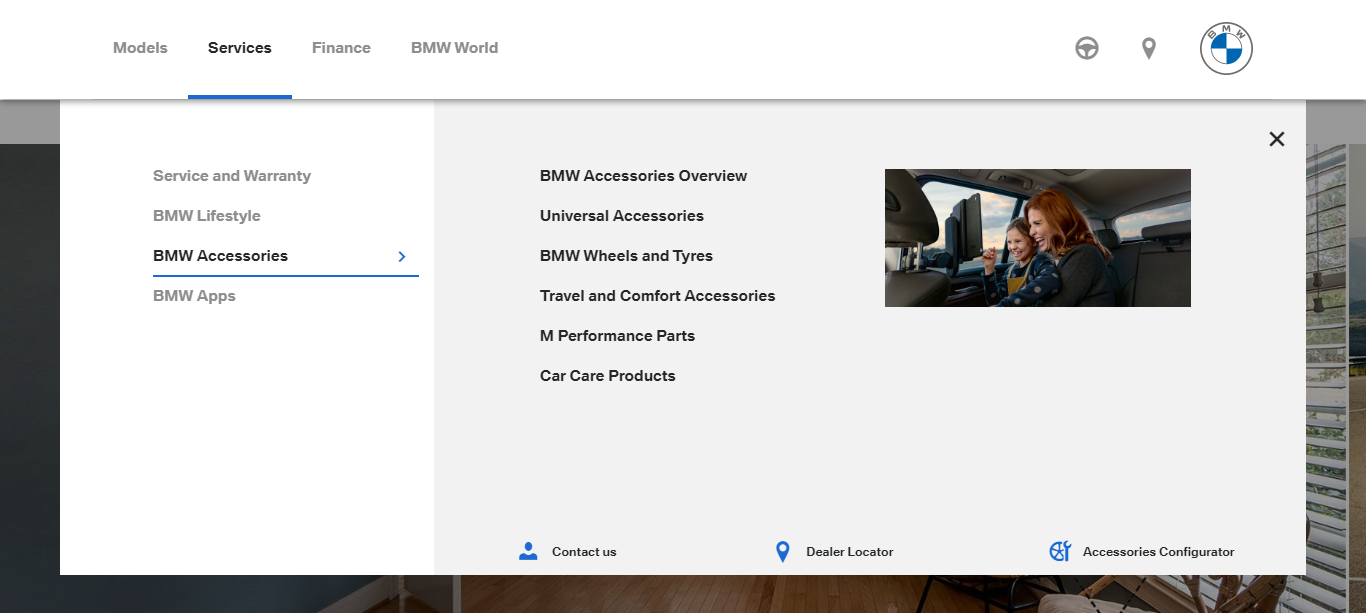 Models
Services
Finance
BMW World
BMW
Service and Warranty
BMW Lifestyle
BMW Accessories
BMW Apps
BMW Accessories Overview
Universal Accessories
BMW Wheels and Tyres
Travel and Comfort Accessories
M Performance Parts
Car Care Products
Contact us
Dealer Locator
Accessories Configurator